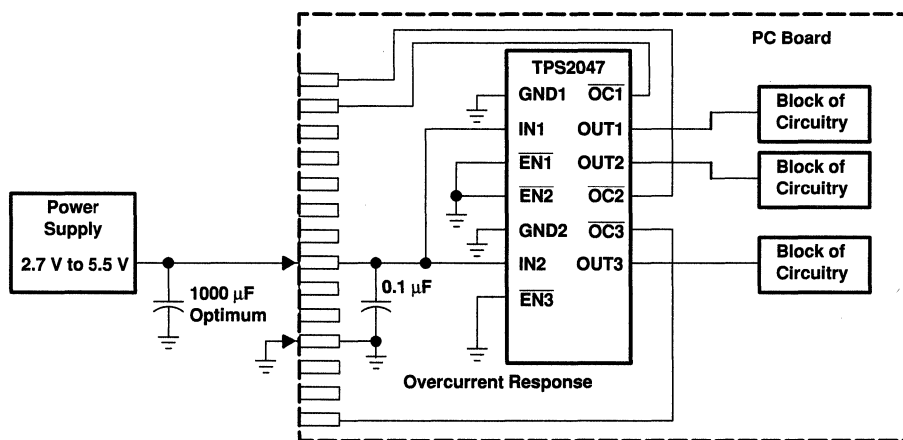 PC Board
TPS2047
GND1 OC1
IN1 OUT1
EN1 OUT2
EN2 OC2
GND2 OC3
IN2 OUT3
EN3
Block of
Circuitry
Block of
Circuitry
Block of
Circuitry
Power
Supply
2.7 V to 5.5 V
1000 µF
Optimum
0.1 µF
Overcurrent Response